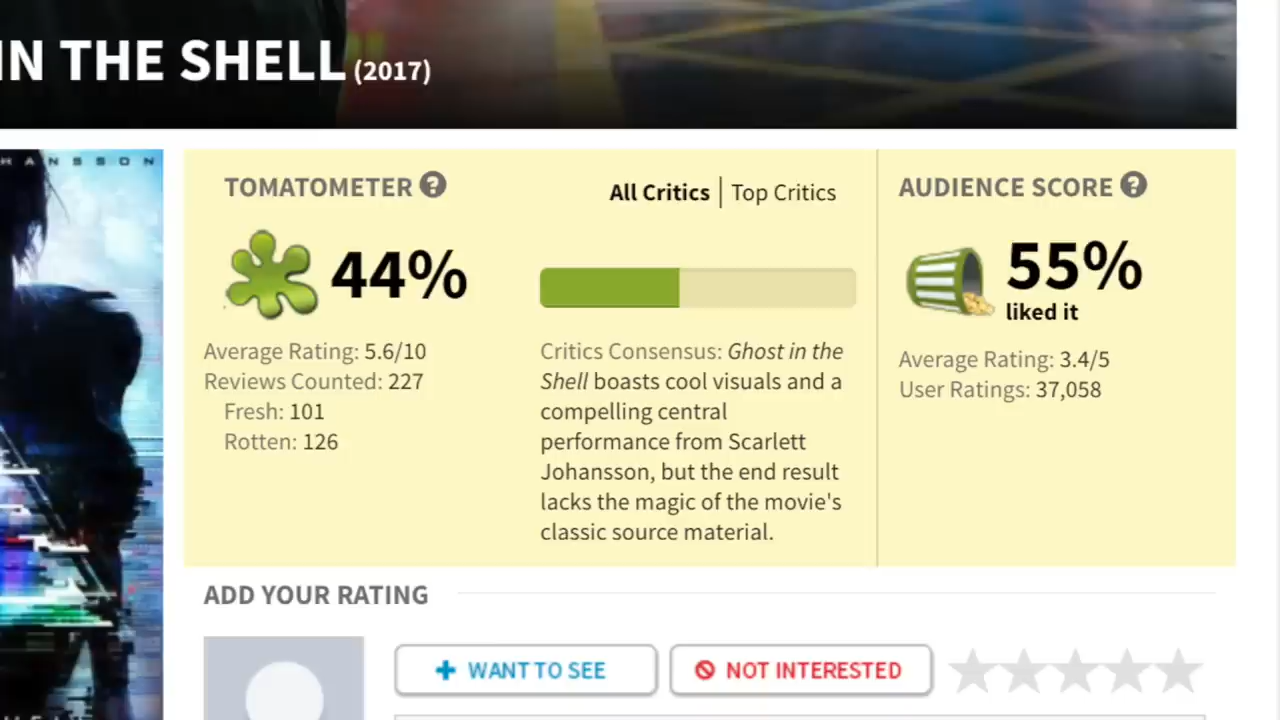 IN THE SHELL (2017)
HANSSON
TOMATOMETER ?
All Critics | Top Critics
AUDIENCE SCORE ?
44%
55%
liked it
Average Rating: 5.6/10
Reviews Counted: 227
Fresh: 101
Rotten: 126
Critics Consensus: Ghost in the
Shell boasts cool visuals and a
compelling central
performance from Scarlett
Johansson, but the end result
lacks the magic of the movie's
classic source material.
Average Rating: 3.4/5
User Ratings: 37,058
ADD YOUR RATING
WANT TO SEE
NOT INTERESTED